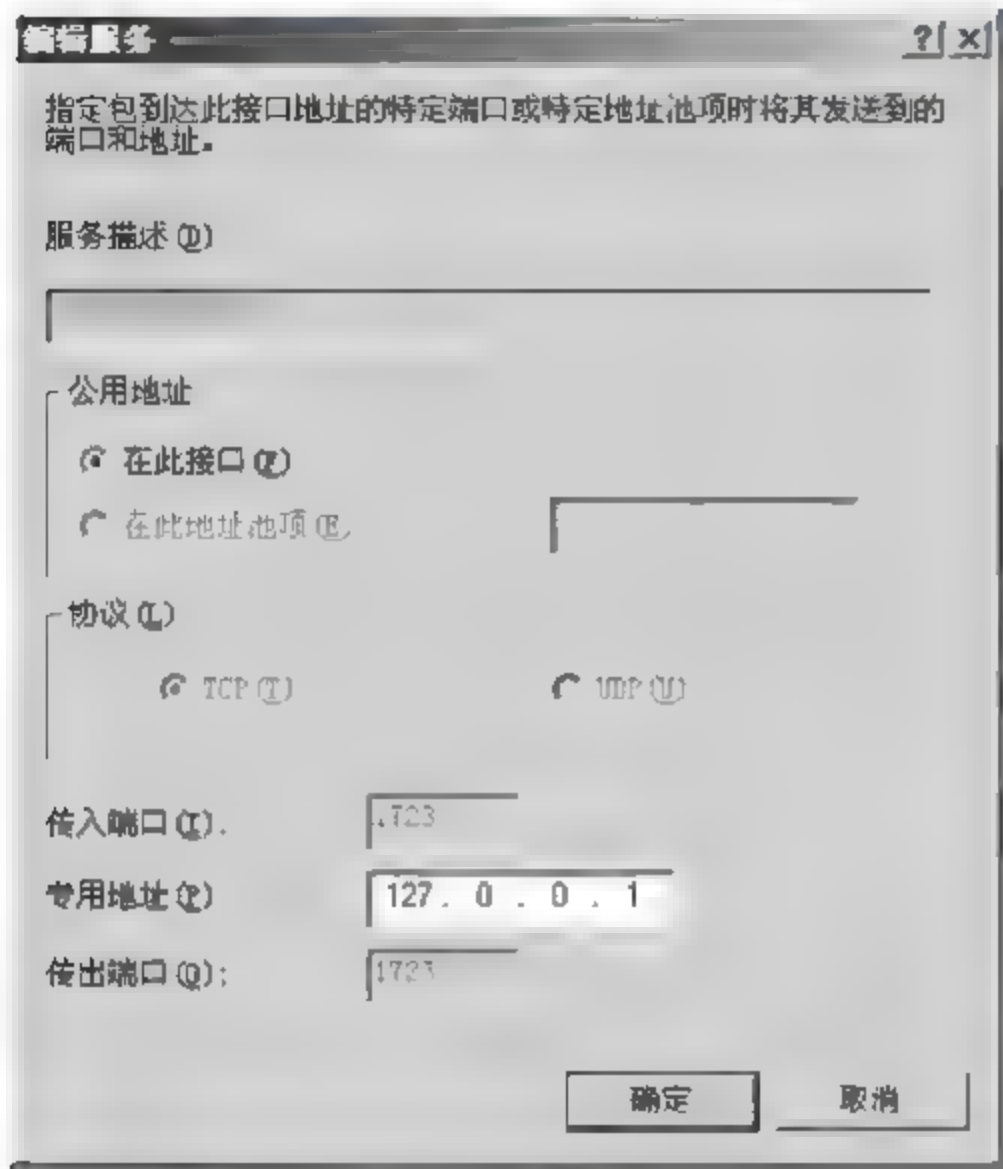 编辑服务
指定包到达此接口地址的特定端口或特定地址池项时将其发送到的
端口和地址。
服务描述(D)
公用地址
在此接口(F)
在此地址池项(E)
协议(L)
TCP(T) UDP(U)
传入端口(I). 1723
专用地址(P) 127. 0 . 0 . 1
传出端口(O): 1723
确定 取消